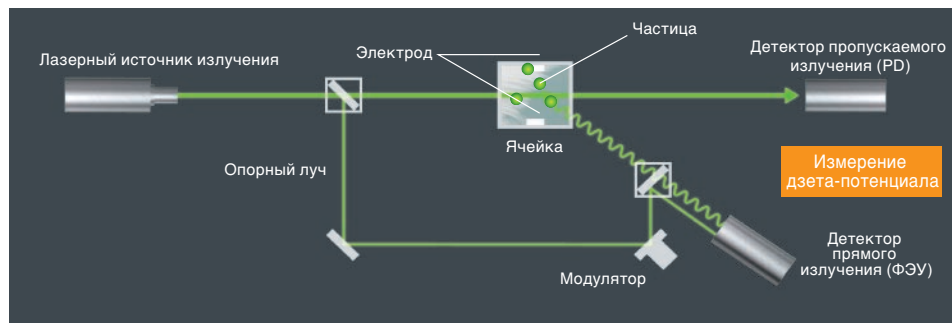 Лазерный источник излучения
Электрод
Частица
Детектор пропускаемого
излучения (PD)
Ячейка
Опорный луч
Измерение
дзета-потенциала
Модулятор
Детектор
прямого
излучения (ФЭУ)